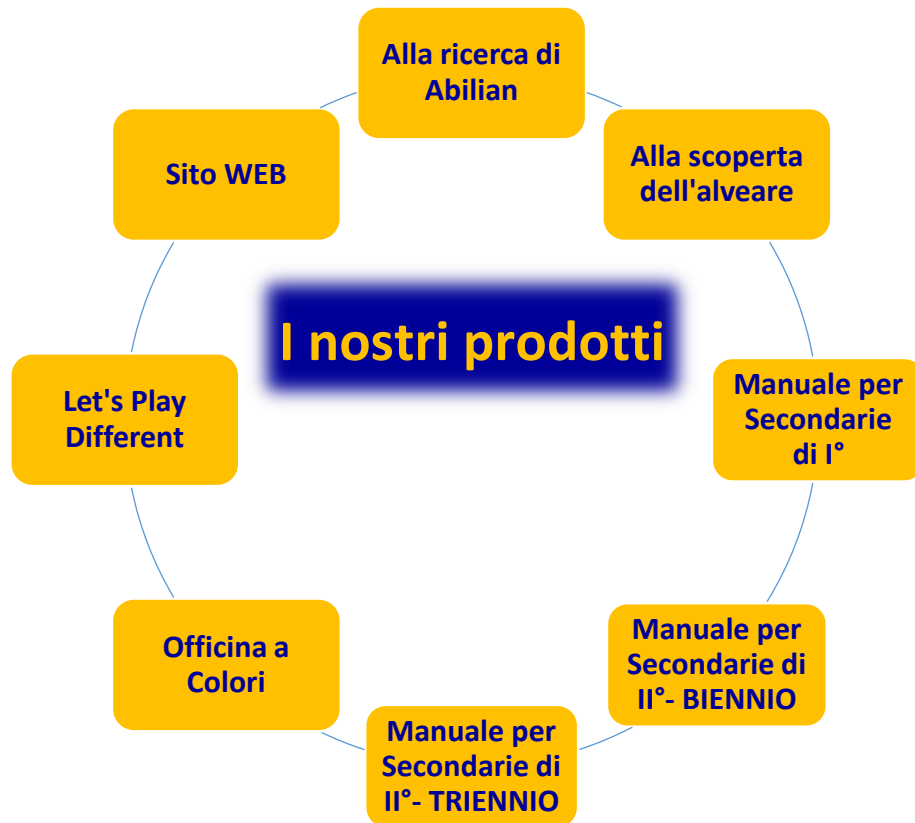 Alla ricerca di
Abilian
Alla scoperta
dell'alveare
Manuale per
Secondarie
di I°
Manuale per
Secondarie di
II°- BIENNIO
Manuale per
Secondarie di
II°- TRIENNIO
Officina a
Colori
Let's Play
Different
Sito WEB
I nostri prodotti